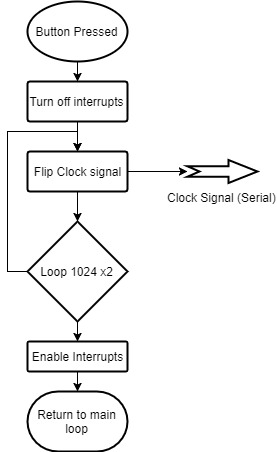 Button Pressed
Turn off interrupts
Flip Clock signal
Clock Signal (Serial)
Loop 1024 x2
Enable Interrupts
Return to main
loop